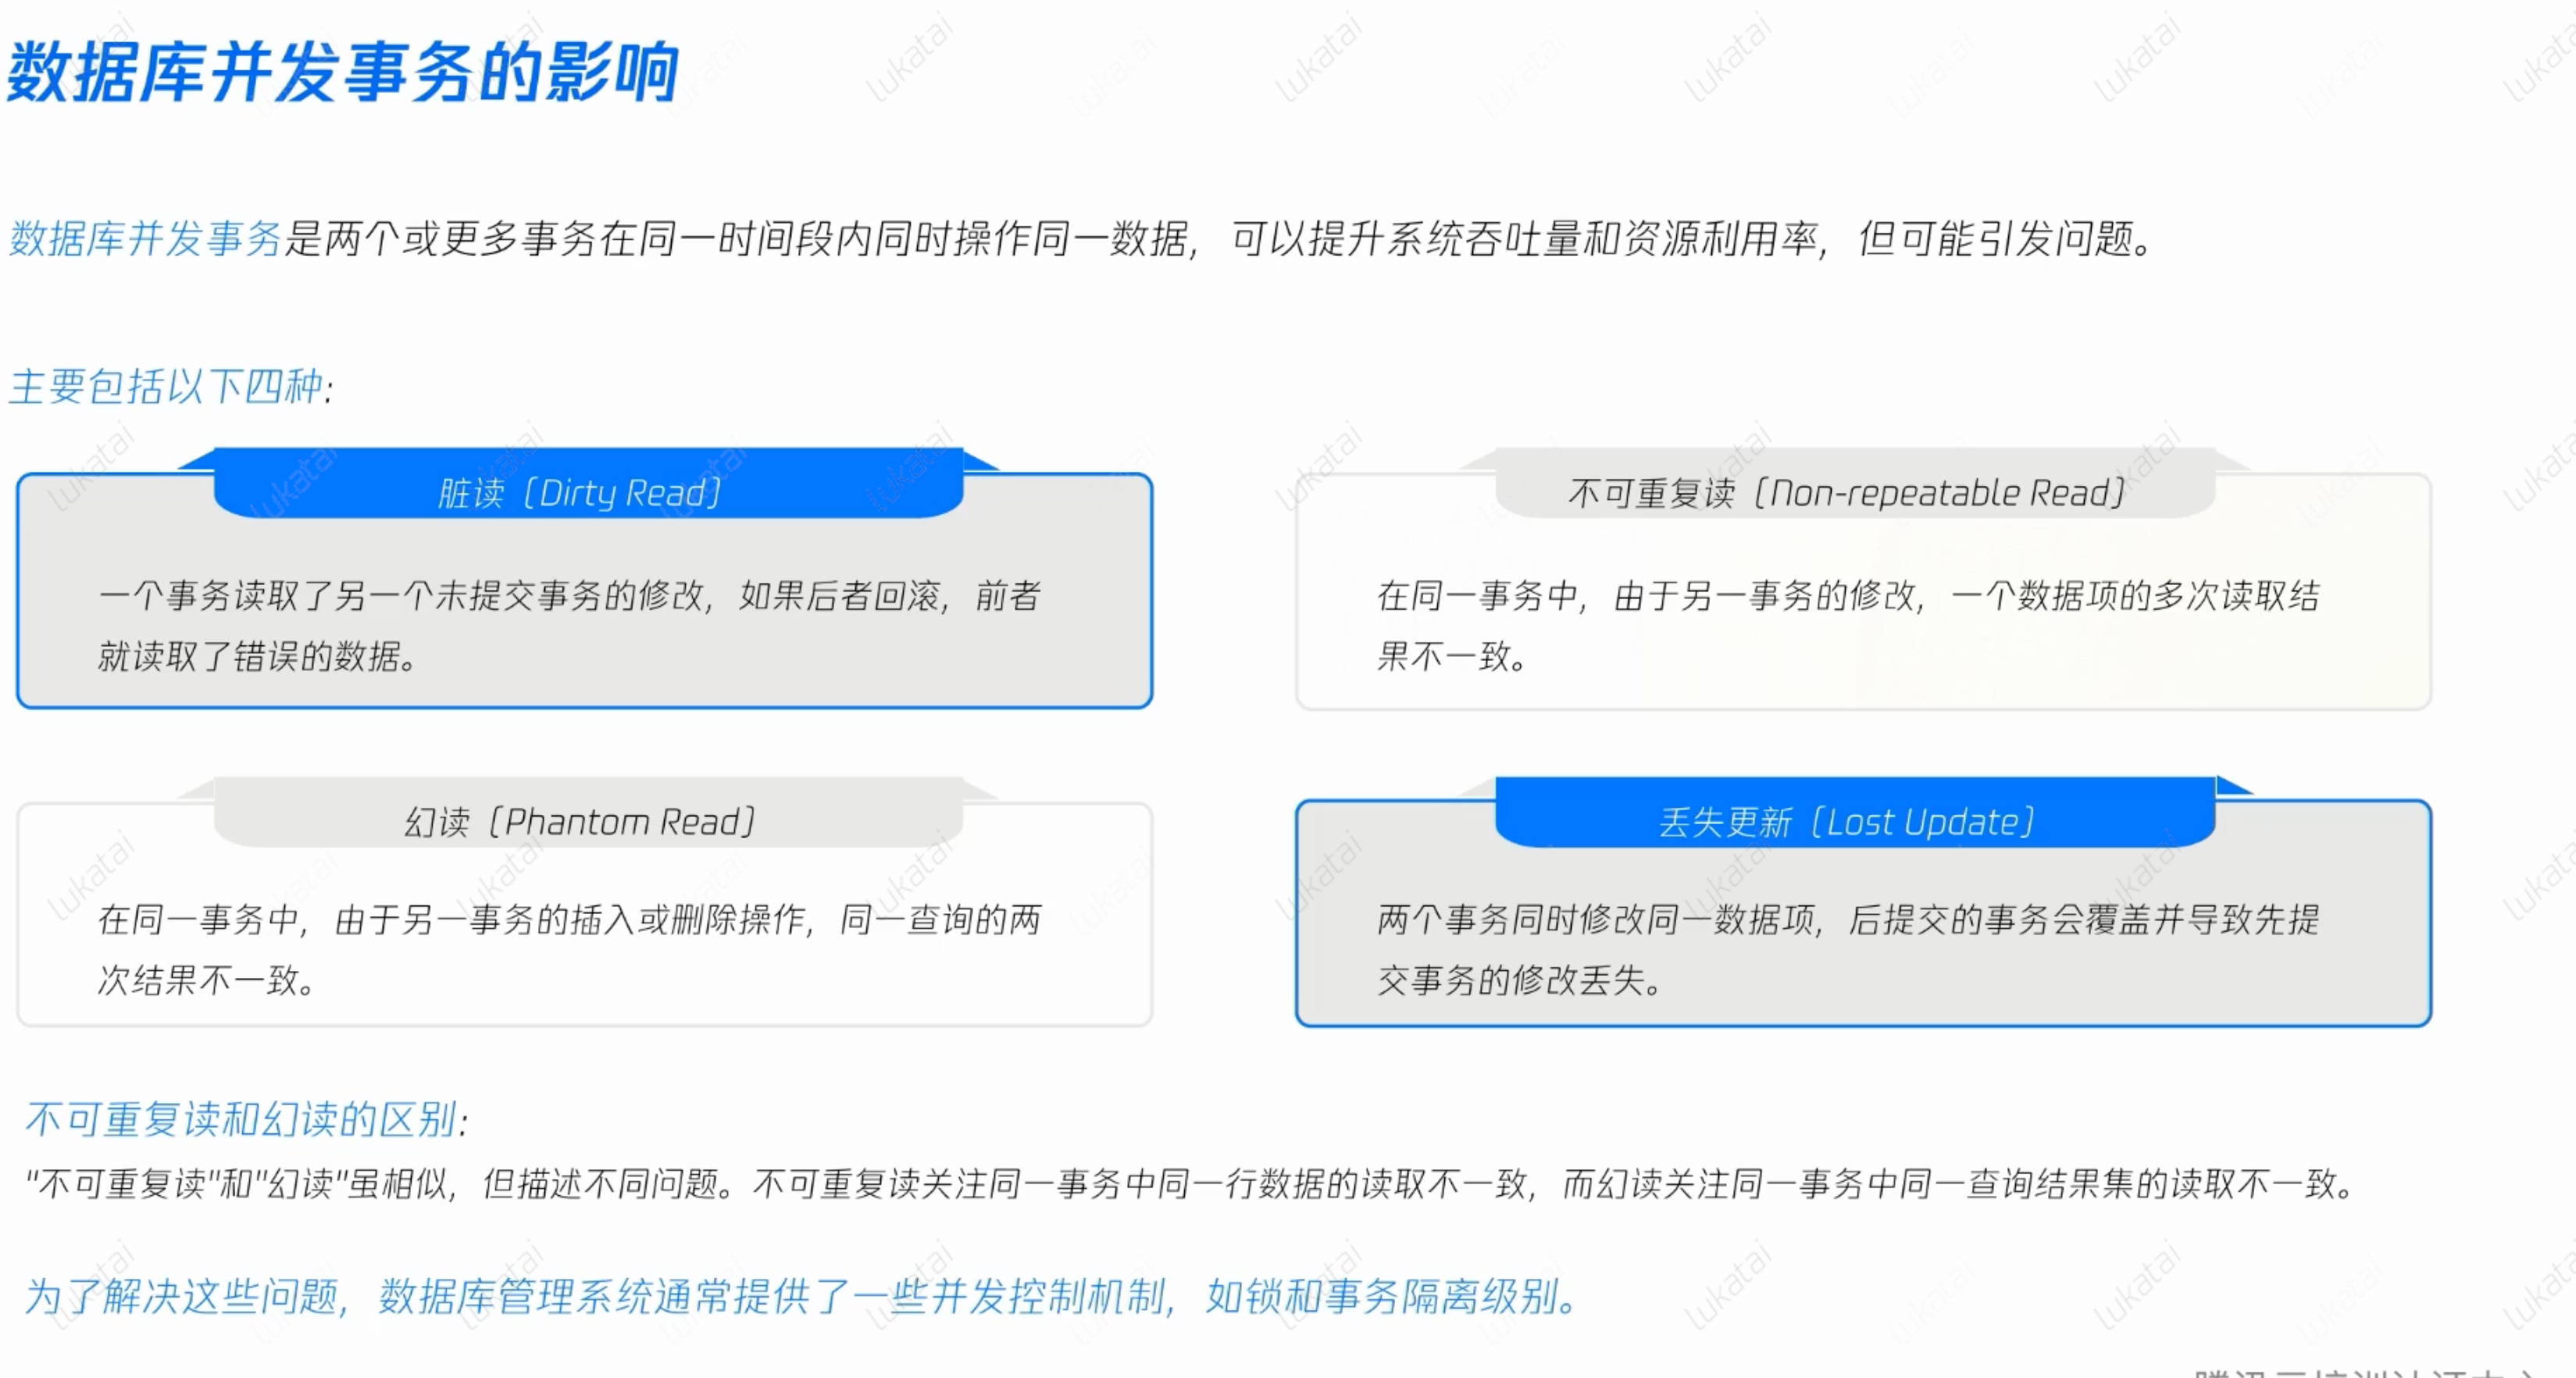 数据库并发事务的影响
数据库并发事务是两个或更多事务在同一时间段内同时操作同一数据，可以提升系统吞吐量和资源利用率，但可能引发问题。
主要包括以下四种：
脏读（Dirty Read）
一个事务读取了另一个未提交事务的修改，如果后者回滚，前者
就读取了错误的数据。
不可重复读（Non-repeatable Read）
在同一事务中，由于另一事务的修改，一个数据项的多次读取结
果不一致。
幻读（Phantom Read）
在同一事务中，由于另一事务的插入或删除操作，同一查询的两
次结果不一致。
丢失更新（Lost Update）
两个事务同时修改同一数据项，后提交的事务会覆盖并导致先提
交事务的修改丢失。
不可重复读和幻读的区别：
"不可重复读"和"幻读"虽相似，但描述不同问题。不可重复读关注同一事务中同一行数据的读取不一致，而幻读关注同一事务中同一查询结果集的读取不一致。
为了解决这些问题，数据库管理系统通常提供了一些并发控制机制，如锁和事务隔离级别。
lukatai